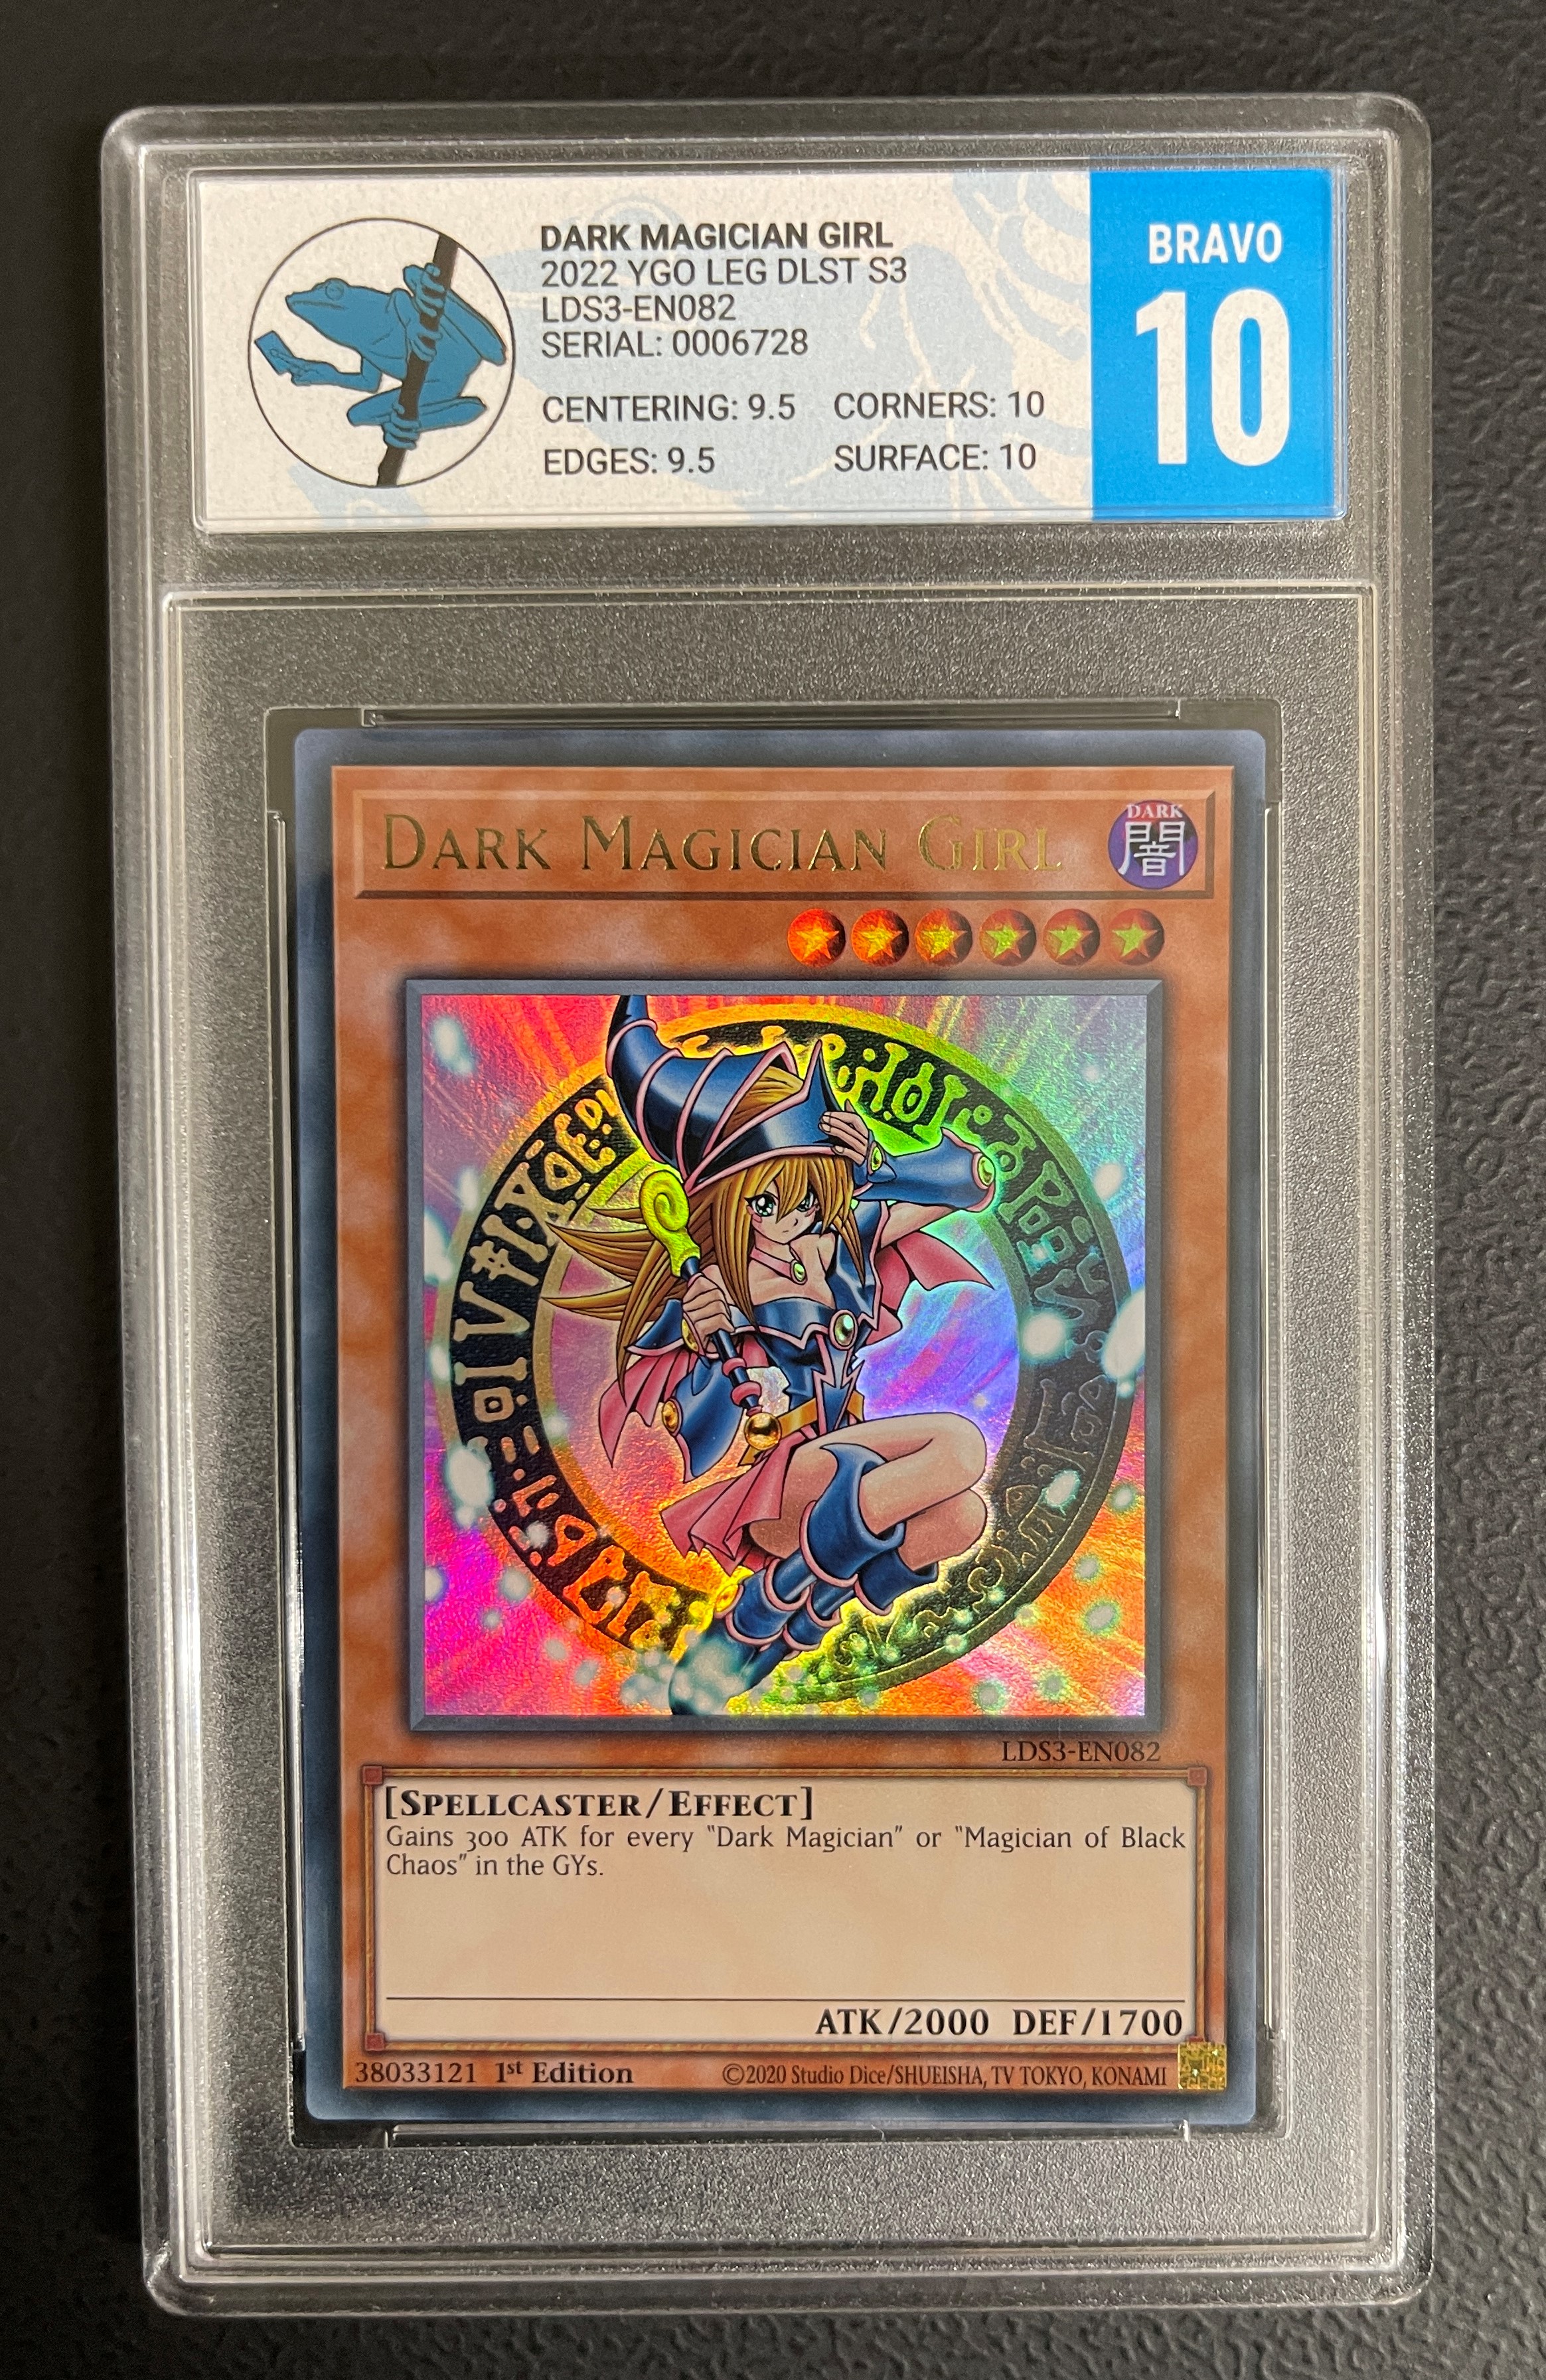 DARK MAGICIAN GIRL
2022 YGO LEG DLST S3
LDS3-EN082
SERIAL: 0006728
CENTERING: 9.5 CORNERS: 10
EDGES: 9.5 SURFACE: 10
BRAVO
10
DARK MAGICIAN GIRL
DARK
闇
LDS3-EN082
[SPELLCASTER/EFFECT]
Gains 300 ATK for every "Dark Magician" or "Magician of Black
Chaos" in the GYs.
ATK/2000 DEF/1700
38033121 1st Edition ©2020 Studio Dice/SHUEISHA, TV TOKYO, KONAMI